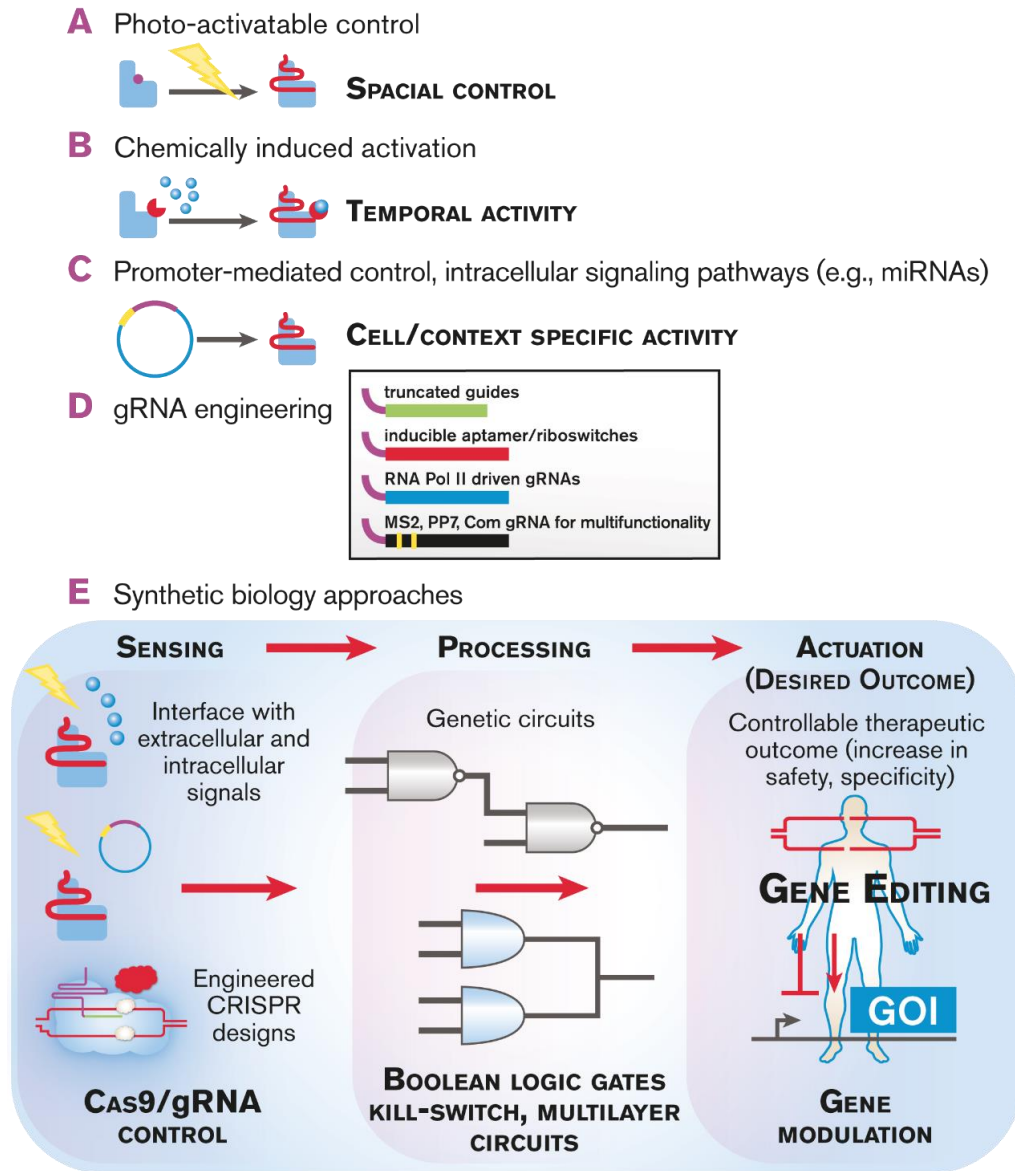 A Photo-activatable control
SPACIAL CONTROL
B Chemically induced activation
TEMPORAL ACTIVITY
C Promoter-mediated control, intracellular signaling pathways (e.g., miRNAs)
CELL/CONTEXT SPECIFIC ACTIVITY
D gRNA engineering
truncated guides
inducible aptamer/riboswitches
RNA Pol II driven gRNAs
MS2, PP7, Com gRNA for multifunctionality
E Synthetic biology approaches
SENSING
Interface with
extracellular and
intracellular
signals
Engineered
CRISPR
designs
CAS9/gRNA
CONTROL
PROCESSING
Genetic circuits
BOOLEAN LOGIC GATES
KILL-SWITCH, MULTILAYER
CIRCUITS
ACTUATION
(DESIRED OUTCOME)
Controllable therapeutic
outcome (increase in
safety, specificity)
GENE EDITING
GOI
GENE
MODULATION